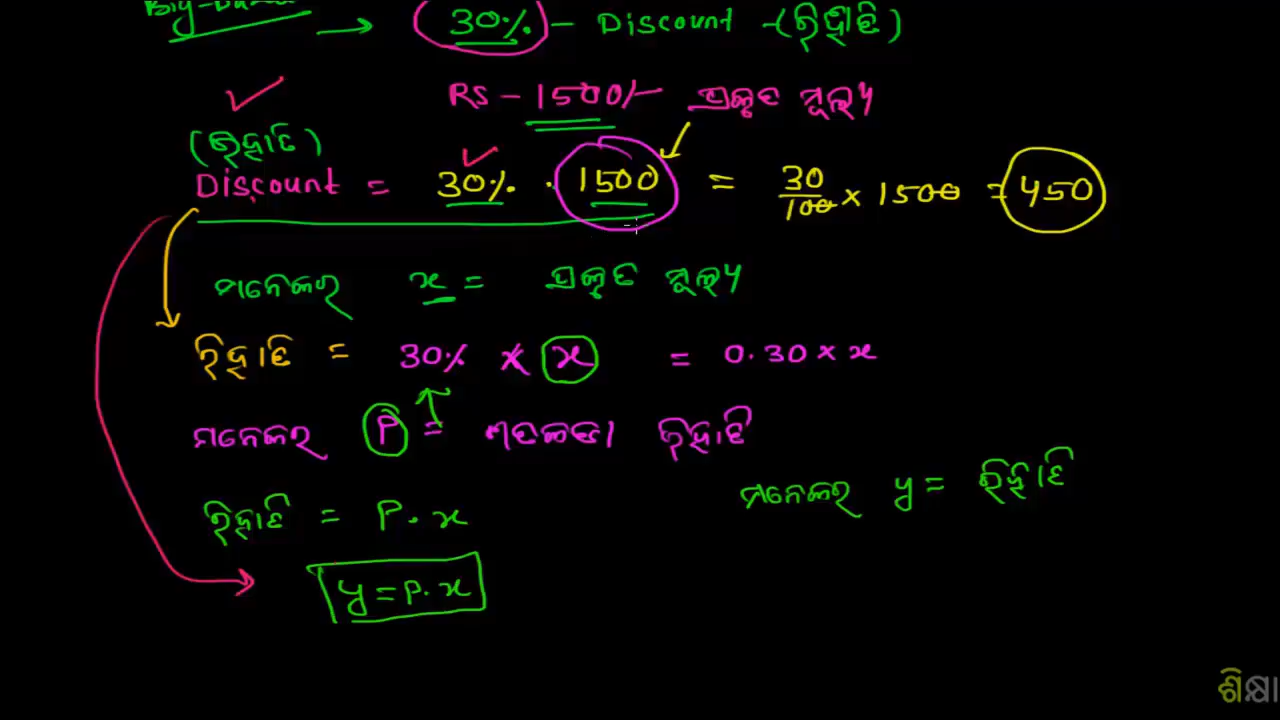 30% - Discount - (ରିହାତି)
RS - 1500/- ପ୍ରକୃତ ମୂଲ୍ୟ
(ରିହାତି)
Discount = 30% · 1500 = 30/100 × 1500 = 450
ମନେକର x = ପ୍ରକୃତ ମୂଲ୍ୟ
ରିହାତି = 30% × x = 0.30 × x
ମନେକର P = ଶତକଡା ରିହାତି
ମନେକର y = ରିହାତି
ରିହାତି = P · x
y = P · x
ଶିକ୍ଷା